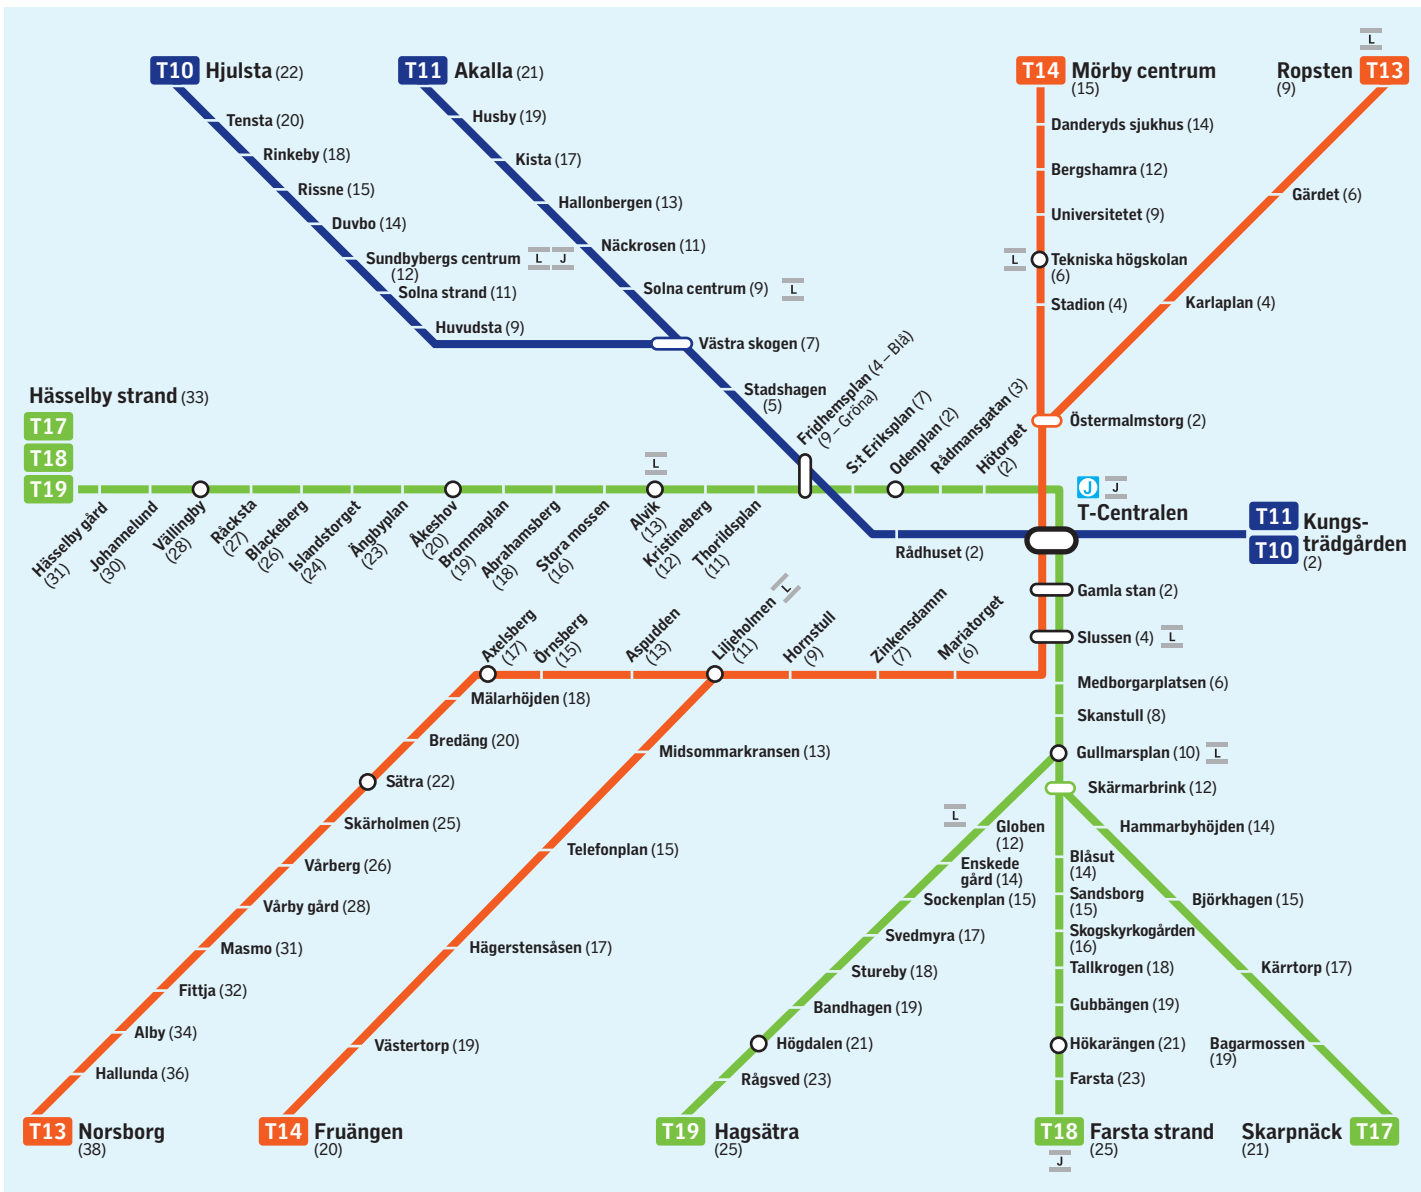 T10 Hjulsta (22)
Tensta (20)
Rinkeby (18)
Rissne (15)
Duvbo (14)
Sundbybergs centrum L J
(12)
Solna strand (11)
Huvudsta (9)
T11 Akalla (21)
Husby (19)
Kista (17)
Hallonbergen (13)
Näckrosen (11)
Solna centrum (9) L
Västra skogen (7)
Stadshagen
(5)
Fridhemsplan (4 – Blå)
(9 – Gröna)
Rådhuset (2)
T-Centralen
J J
T11
T10
Kungs-
trädgården
(2)
T14 Mörby centrum
(15)
Danderyds sjukhus (14)
Bergshamra (12)
Universitetet (9)
L Tekniska högskolan
(6)
Stadion (4)
L
Ropsten T13
(9)
Gärdet (6)
Karlaplan (4)
Östermalmstorg (2)
Hässelby strand (33)
T17
T18
T19
Hässelby gård
(31)
Johannelund
(30)
Vällingby
(28)
Råcksta
(27)
Blackeberg
(26)
Islandstorget
(24)
Ängbyplan
(23)
Åkeshov
(20)
Brommaplan
(19)
Abrahamsberg
(18)
Stora mossen
(16)
L
Alvik
(13)
Kristineberg
(12)
Thorildsplan
(11)
S:t Eriksplan (7)
Odenplan (2)
Rådmansgatan (3)
Hötorget
(2)
Gamla stan (2)
Slussen (4) L
Medborgarplatsen (6)
Skanstull (8)
Gullmarsplan (10) L
Skärmarbrink (12)
Axelsberg
(17)
Örnsberg
(15)
Aspudden
(13)
Liljeholmen L
(11)
Hornstull
(9)
Zinkensdamm
(7)
Mariatorget
(6)
Mälarhöjden (18)
Bredäng (20)
Sätra (22)
Skärholmen (25)
Vårberg (26)
Vårby gård (28)
Masmo (31)
Fittja (32)
Alby (34)
Hallunda (36)
T13 Norsborg
(38)
Midsommarkransen (13)
Telefonplan (15)
Hägerstensåsen (17)
Västertorp (19)
T14 Fruängen
(20)
L
Globen
(12)
Enskede
gård (14)
Sockenplan (15)
Svedmyra (17)
Stureby (18)
Bandhagen (19)
Högdalen (21)
Rågsved (23)
T19 Hagsätra
(25)
Blåsut
(14)
Sandsborg
(15)
Skogskyrkogården
(16)
Tallkrogen (18)
Gubbängen (19)
Hökarängen (21)
Farsta (23)
T18 Farsta strand
(25)
J
Hammarbyhöjden (14)
Björkhagen (15)
Kärrtorp (17)
Bagarmossen
(19)
Skarpnäck T17
(21)